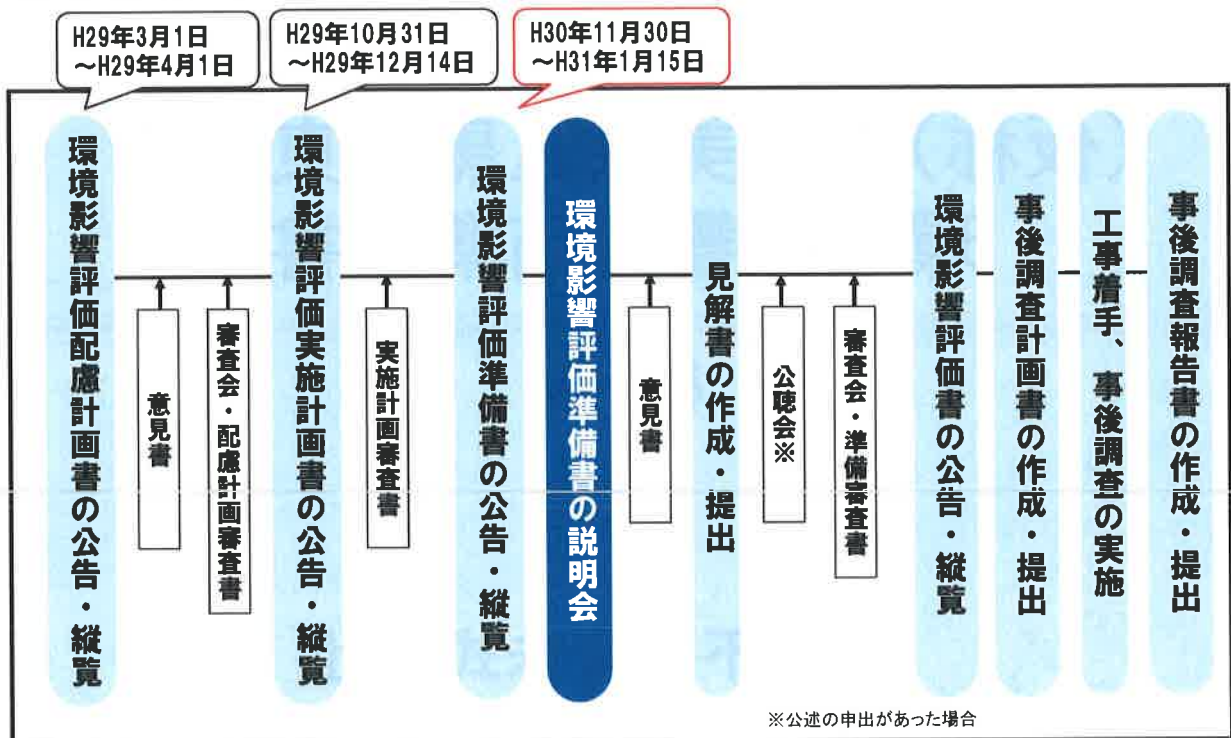 H29年3月1日
～H29年4月1日
H29年10月31日
～H29年12月14日
H30年11月30日
～H31年1月15日
環境影響評価配慮計画書の公告・縦覧
意見書
審査会・配慮計画審査書
環境影響評価実施計画書の公告・縦覧
実施計画審査書
環境影響評価準備書の公告・縦覧
環境影響評価準備書の説明会
意見書
見解書の作成・提出
公聴会※
審査会・準備審査書
環境影響評価書の公告・縦覧
事後調査計画書の作成・提出
工事着手、事後調査の実施
事後調査報告書の作成・提出
※公述の申出があった場合